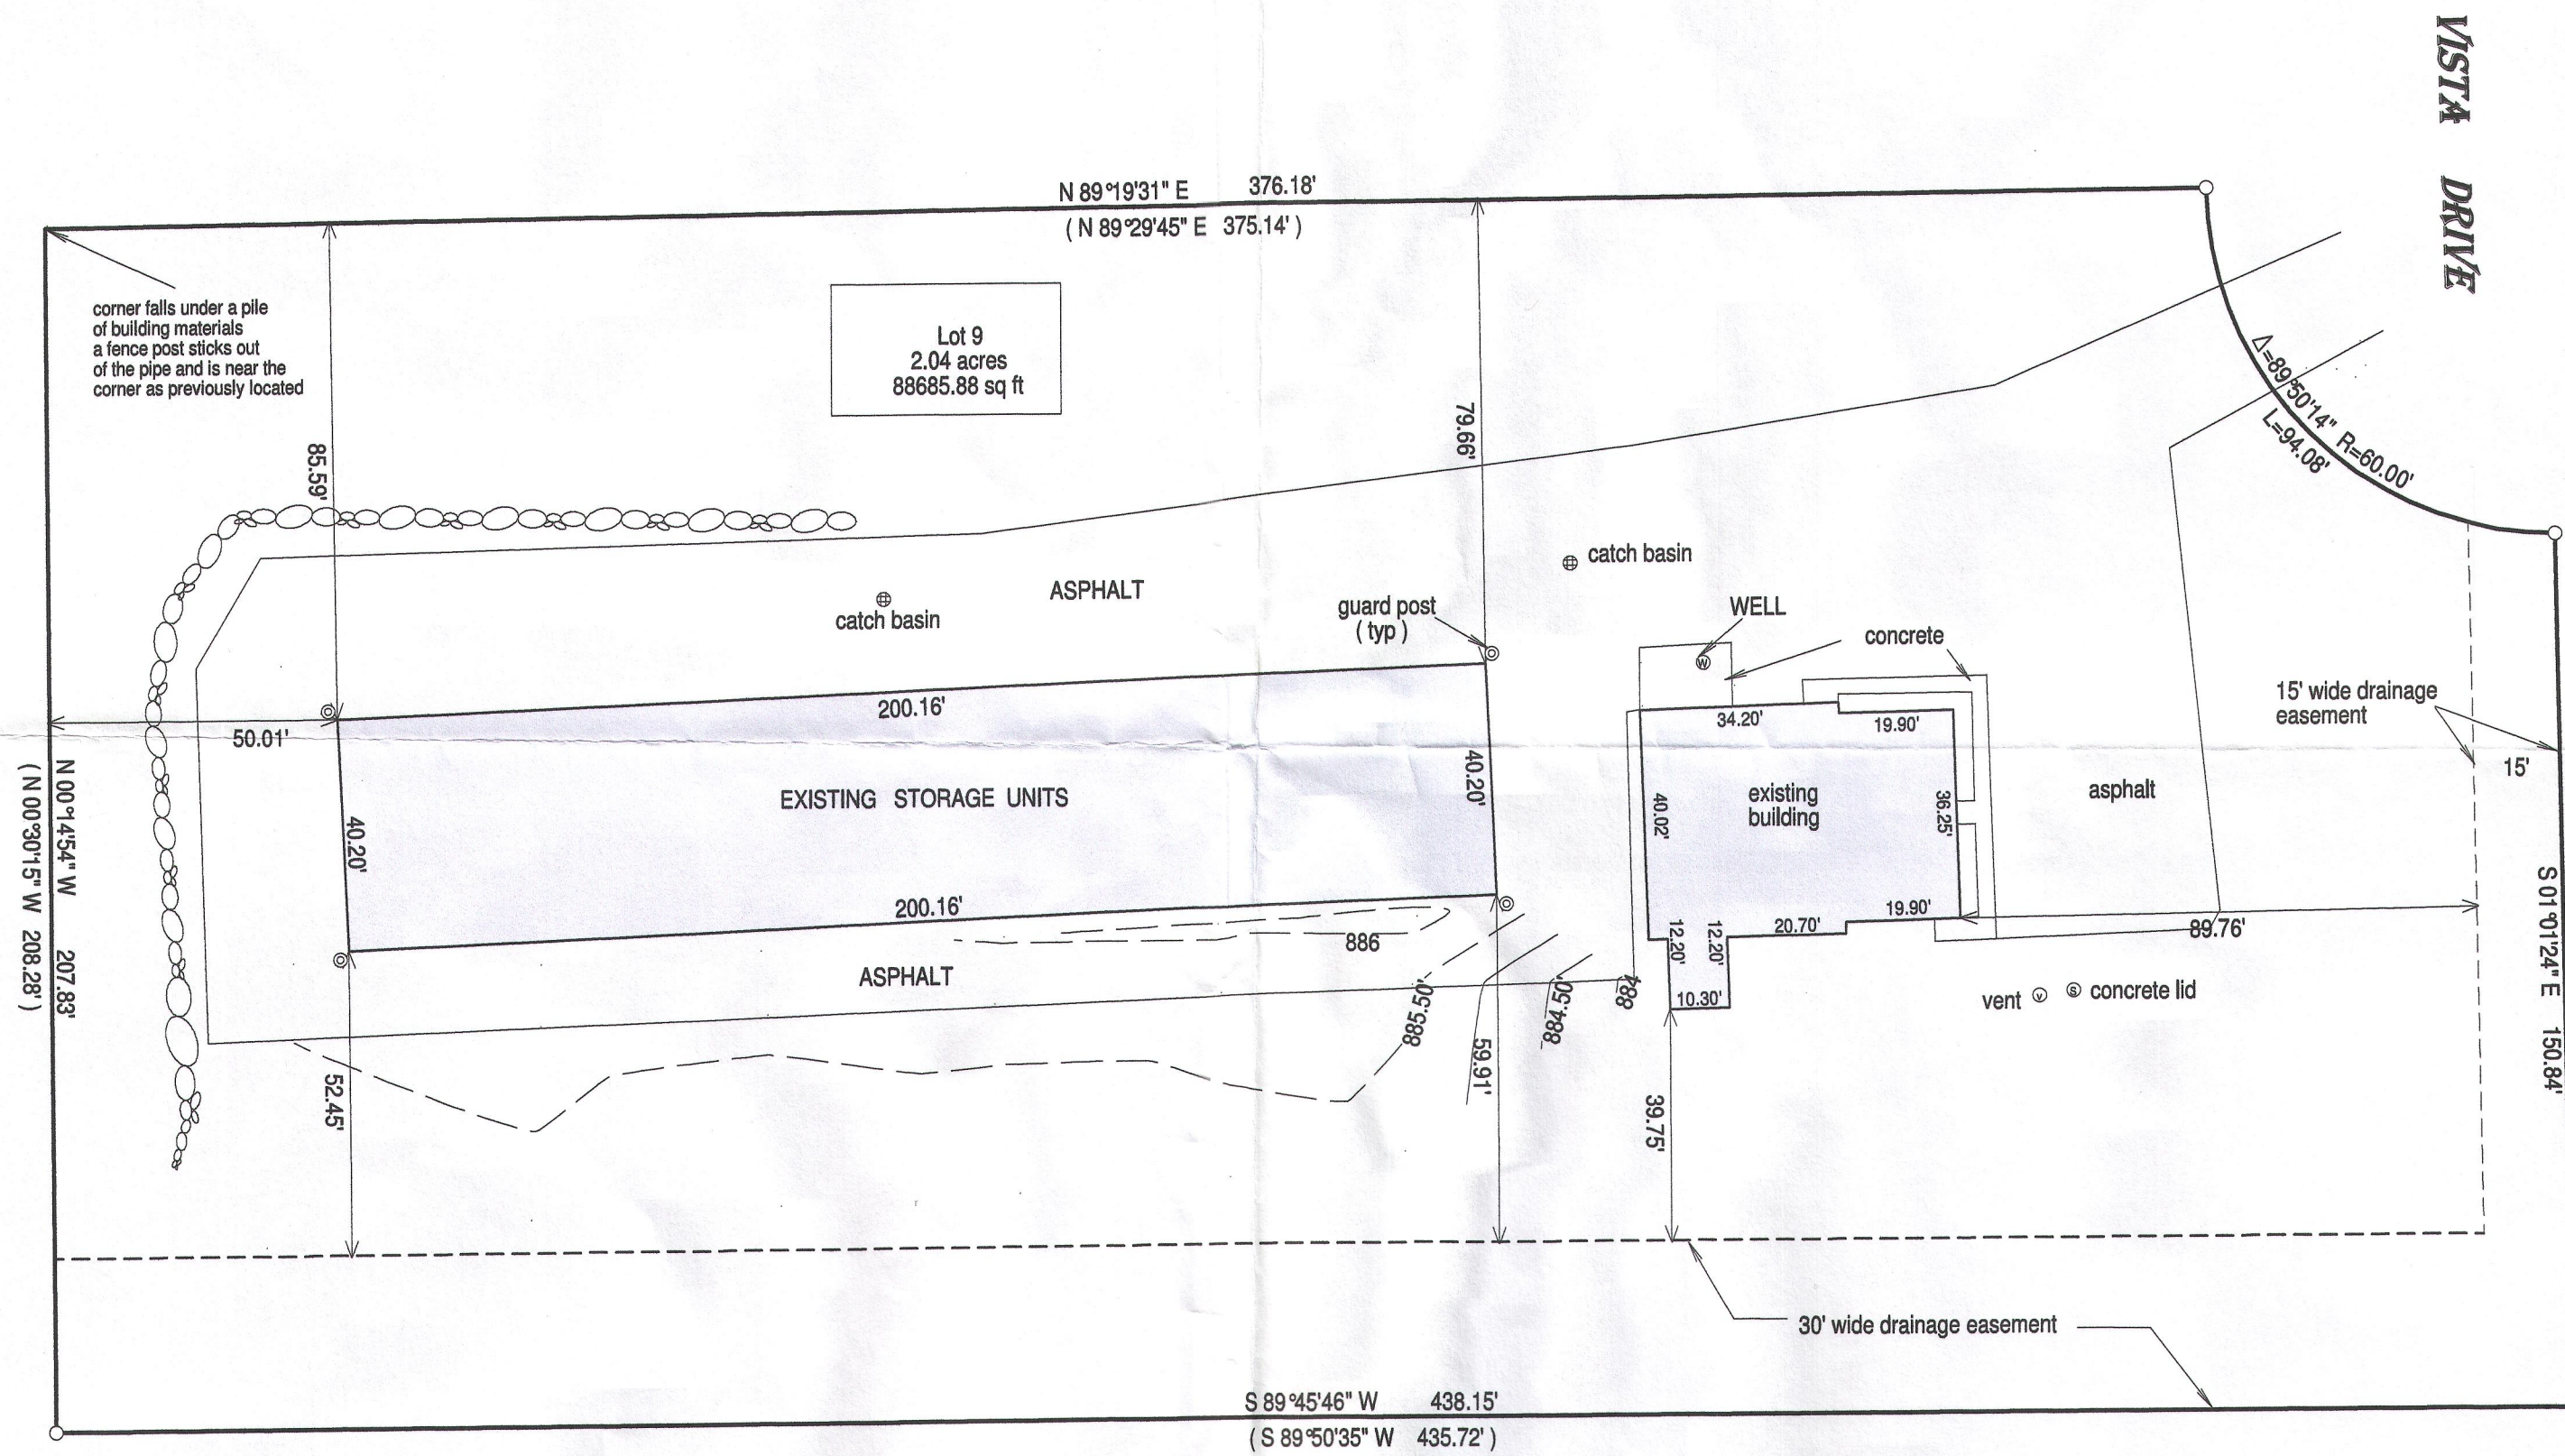 VISTA DRIVE
N 89°19'31" E 376.18'
( N 89°29'45" E 375.14' )
corner falls under a pile
of building materials
a fence post sticks out
of the pipe and is near the
corner as previously located
Lot 9
2.04 acres
88685.88 sq ft
Δ=89°50'14" R=60.00'
L=94.08'
85.59'
79.66'
catch basin
ASPHALT
catch basin
guard post
( typ )
WELL
W
concrete
15' wide drainage
easement
15'
50.01'
200.16'
34.20'
19.90'
EXISTING STORAGE UNITS
40.20'
40.20'
existing
building
40.02'
36.25'
asphalt
N 00°14'54" W 207.83'
( N 00°30'15" W 208.28' )
200.16'
19.90'
20.70'
12.20'
12.20'
10.30'
89.76'
886
ASPHALT
885.50'
884.50'
884
vent V
S concrete lid
S 01°01'24" E 150.84'
52.45'
59.91'
39.75'
30' wide drainage easement
S 89°45'46" W 438.15'
( S 89°50'35" W 435.72' )